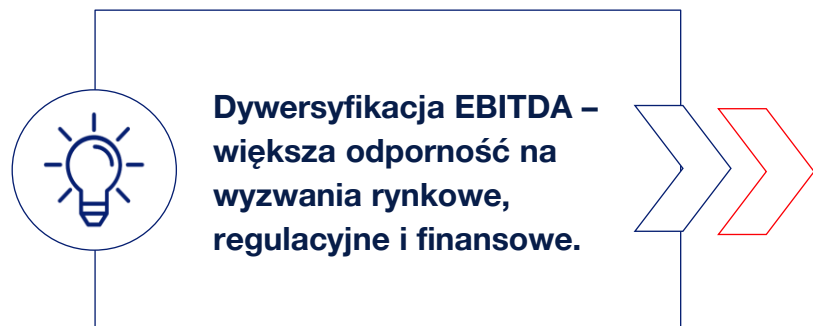 Dywersyfikacja EBITDA –
większa odporność na
wyzwania rynkowe,
regulacyjne i finansowe.